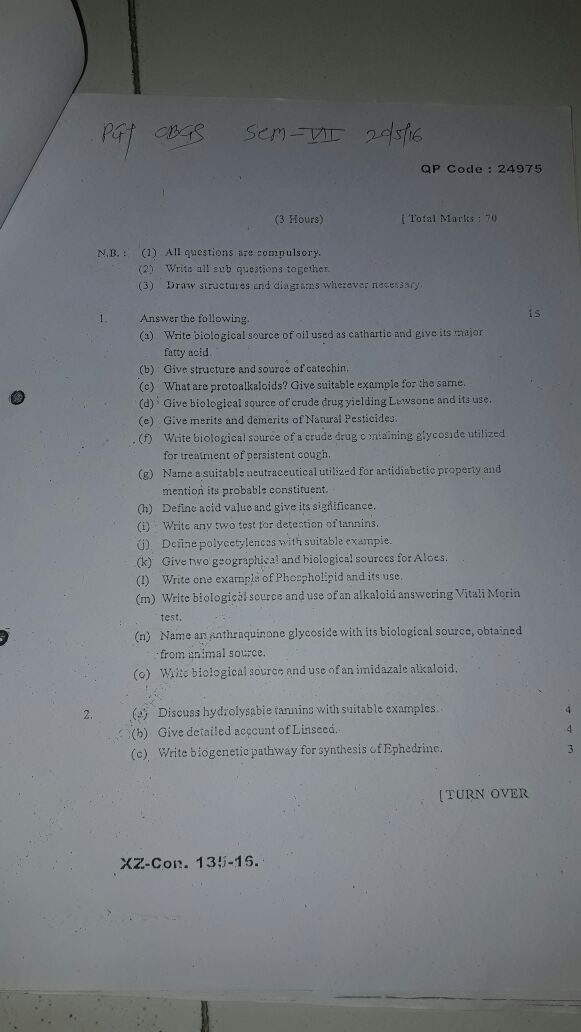 PGP CBGS Sem-VII 20/5/16
QP Code : 24975
(3 Hours) [ Total Marks : 70
N.B. : (1) All questions are compulsory.
(2) Write all sub questions together.
(3) Draw structures and diagrams wherever necessary.
1. Answer the following. 15
(a) Write biological source of oil used as cathartic and give its major
fatty acid.
(b) Give structure and source of catechin.
(c) What are protoalkaloids? Give suitable example for the same.
(d) Give biological source of crude drug yielding Lawsone and its use.
(e) Give merits and demerits of Natural Pesticides.
(f) Write biological source of a crude drug containing glycoside utilized
for treatment of persistent cough.
(g) Name a suitable neutraceutical utilized for antidiabetic property and
mention its probable constituent.
(h) Define acid value and give its significance.
(i) Write any two test for detection of tannins.
(j) Define polycetylences with suitable example.
(k) Give two geographical and biological sources for Aloes.
(l) Write one example of Phospholipid and its use.
(m) Write biological source and use of an alkaloid answering Vitali Morin
test.
(n) Name an anthraquinone glycoside with its biological source, obtained
from animal source.
(o) Write biological source and use of an imidazale alkaloid.
2. (a) Discuss hydrolysable tannins with suitable examples. 4
(b) Give detailed account of Linseed. 4
(c) Write biogenetic pathway for synthesis of Ephedrine. 3
[TURN OVER
XZ-Con. 135-16.